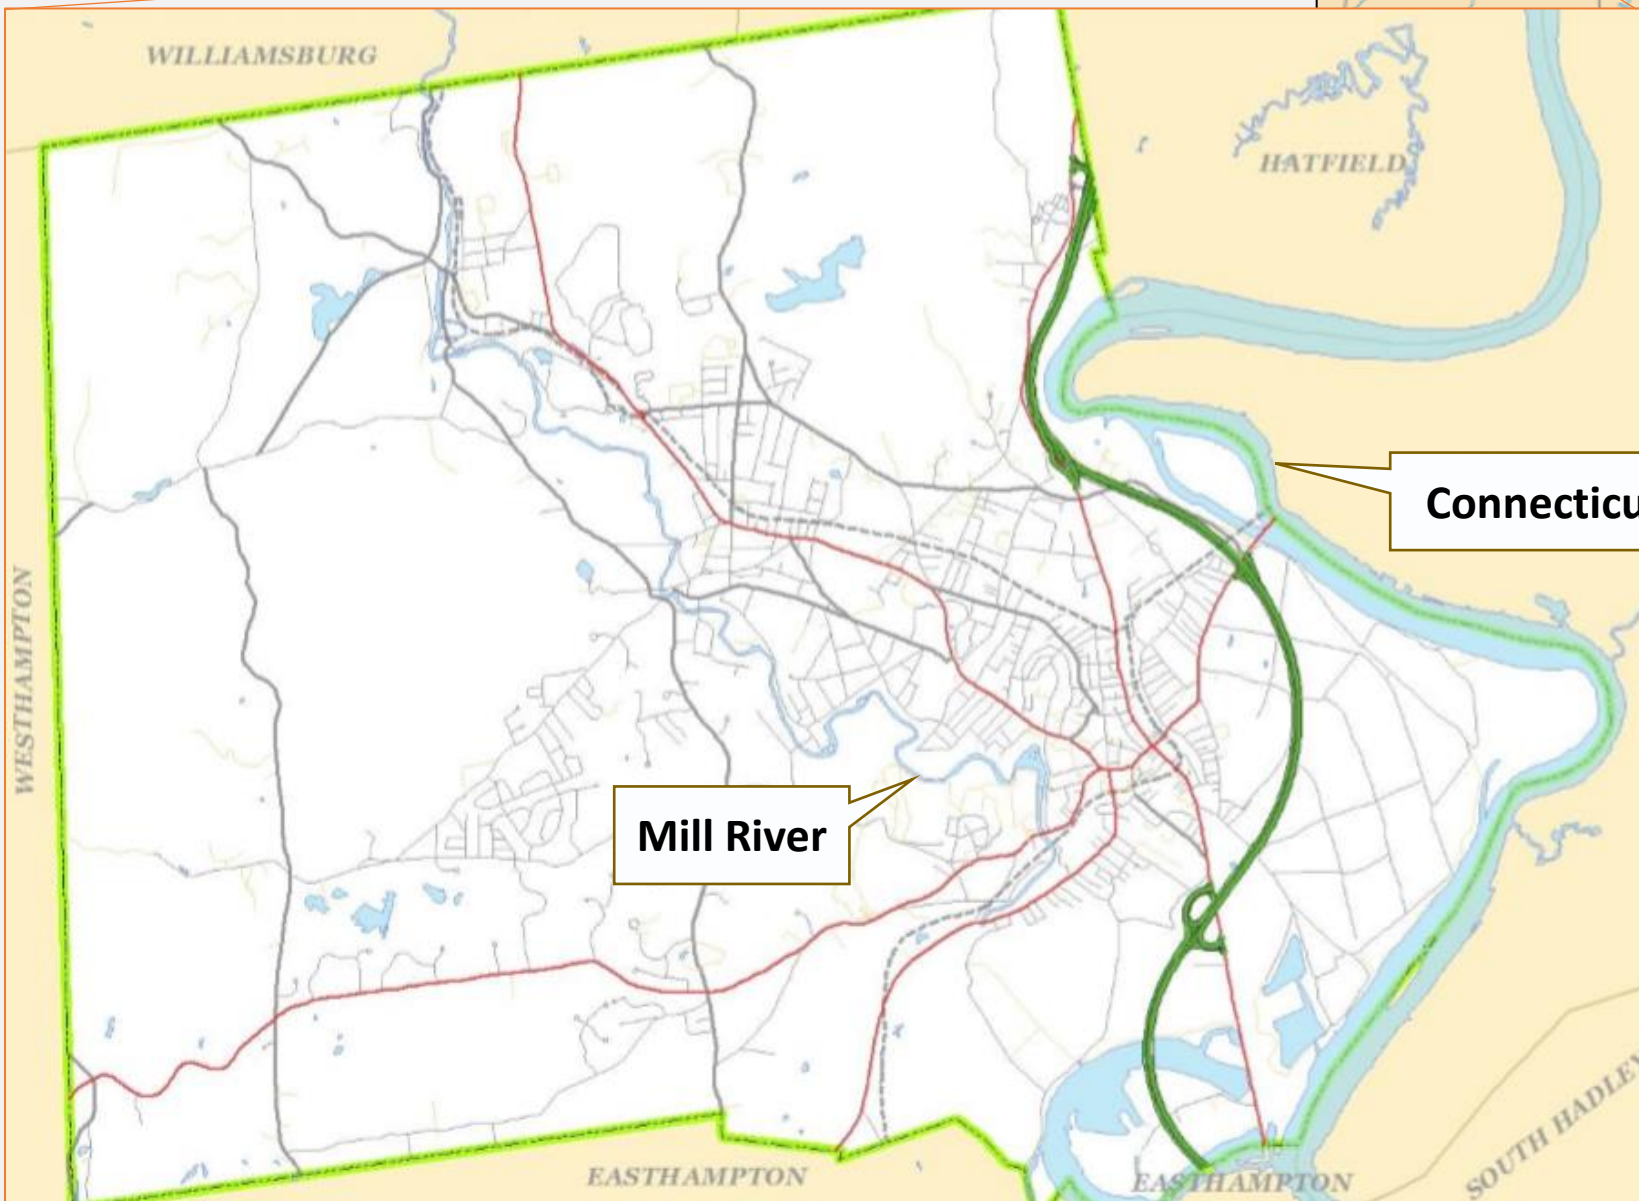 WILLIAMSBURG
HATFIELD
Connecticu
WESTHAMPTON
Mill River
EASTHAMPTON
EASTHAMPTON
SOUTH HADLEY